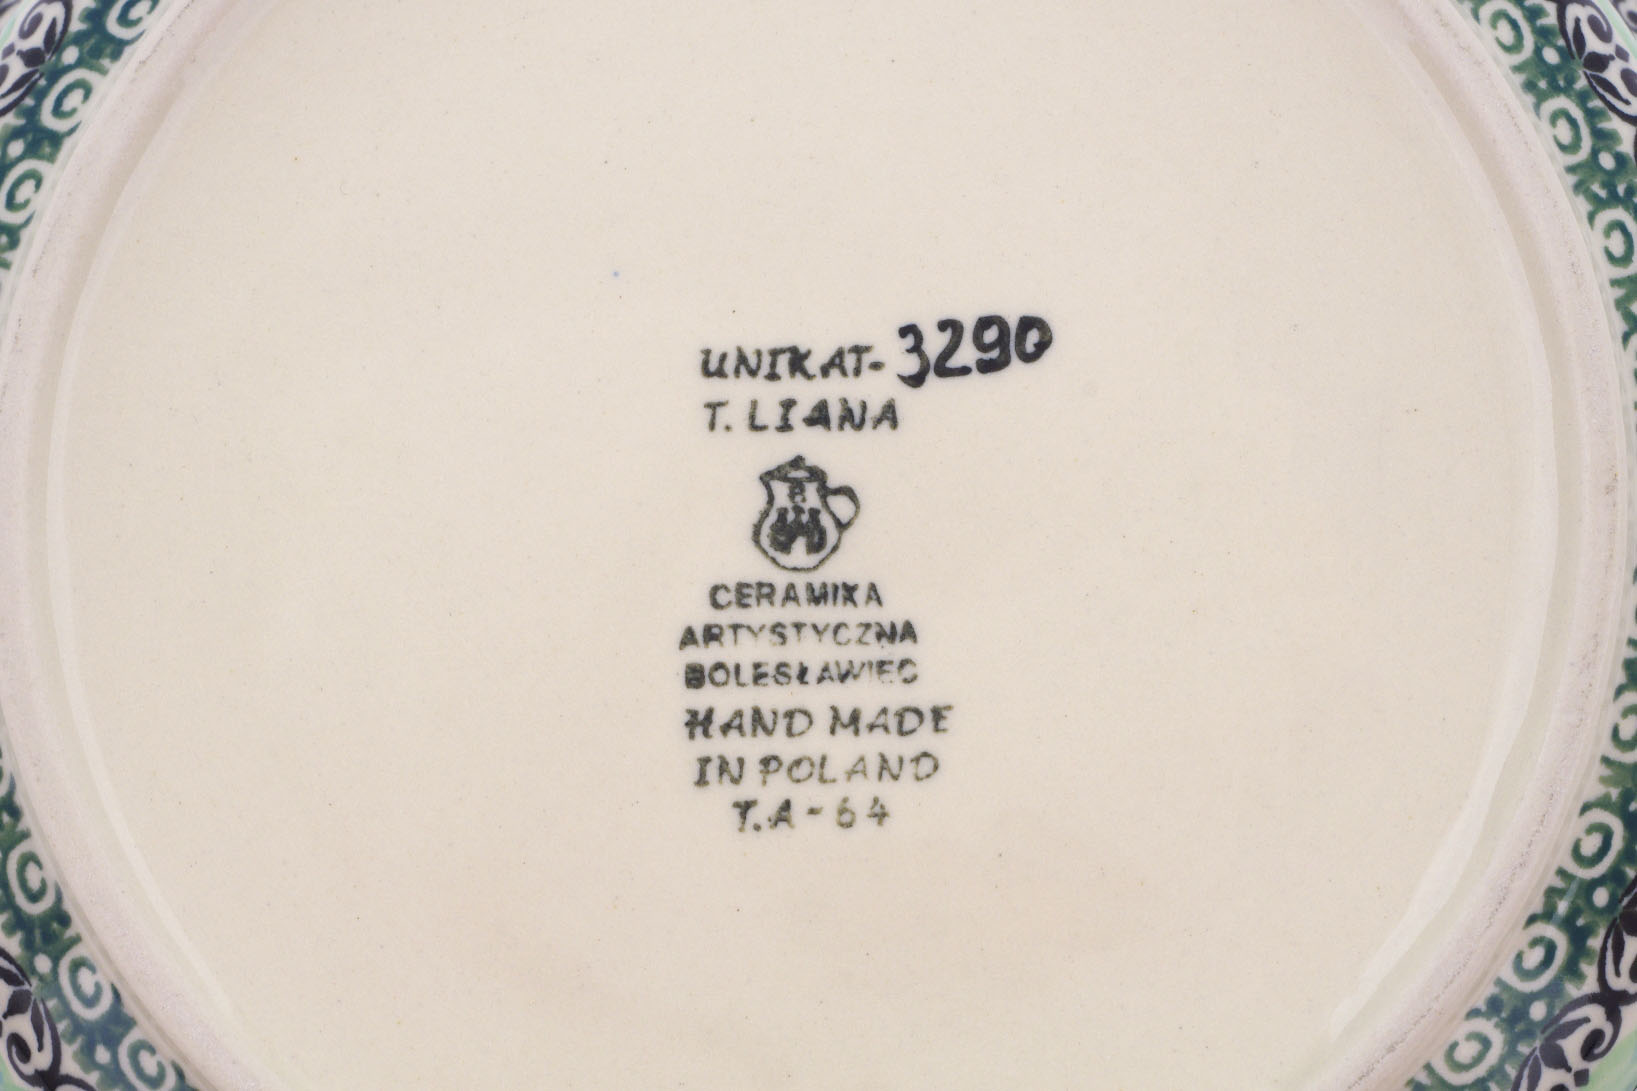 UNIKAT-3290
T. LIANA
B
CERAMIKA
ARTYSTYCZNA
BOLESŁAWIEC
HAND MADE
IN POLAND
T.A-64